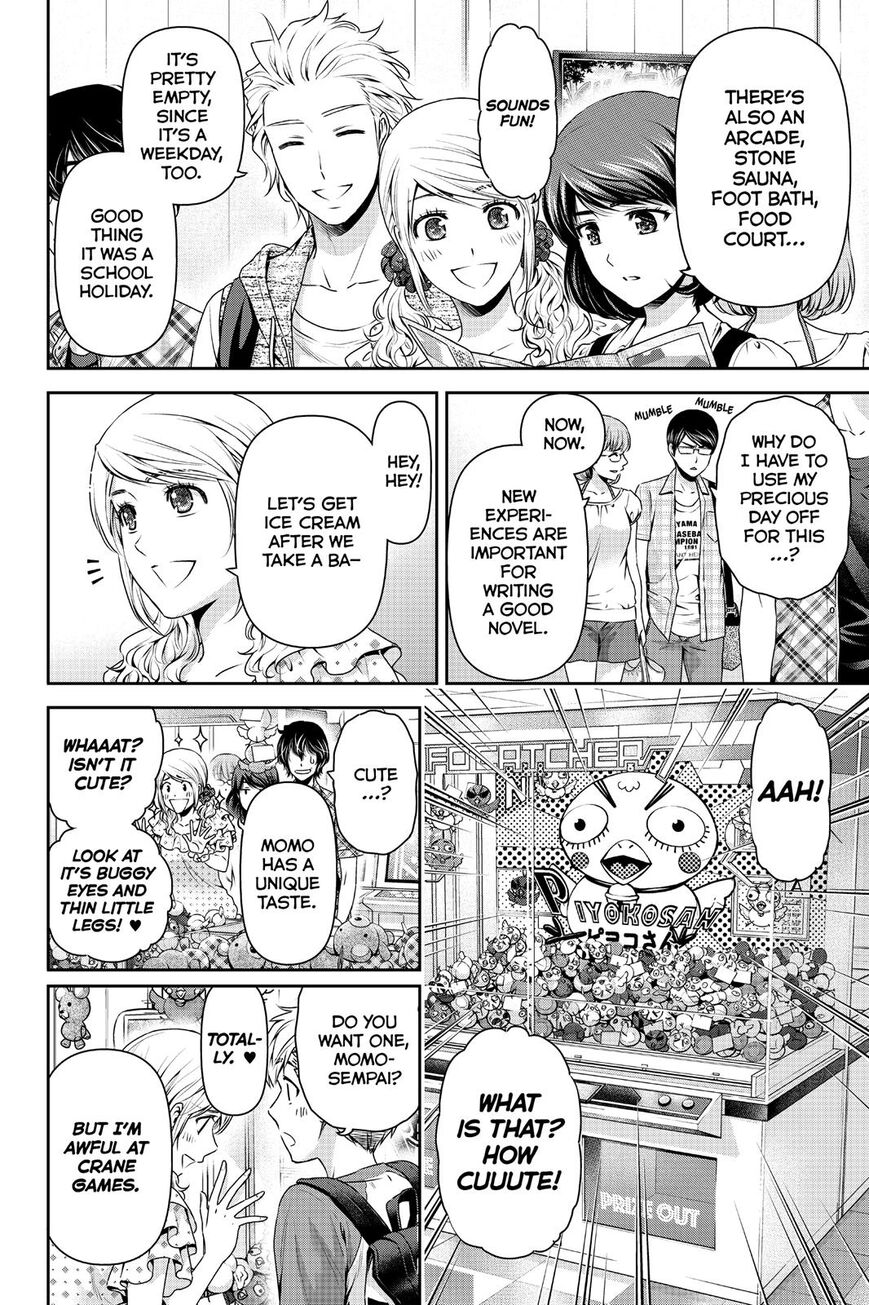 THERE'S
ALSO AN
ARCADE,
STONE
SAUNA,
FOOT BATH,
FOOD
COURT...
SOUNDS
FUN!
IT'S
PRETTY
EMPTY,
SINCE
IT'S A
WEEKDAY,
TOO.
GOOD
THING
IT WAS A
SCHOOL
HOLIDAY.
MUMBLE
MUMBLE
WHY DO
I HAVE TO
USE MY
PRECIOUS
DAY OFF
FOR THIS
...?
NOW,
NOW.
NEW
EXPERI-
ENCES ARE
IMPORTANT
FOR
WRITING
A GOOD
NOVEL.
YAMA
BASEBA
MPION
1991
HEY,
HEY!
LET'S GET
ICE CREAM
AFTER WE
TAKE A BA–
AAH!
FOCATCHER
PIYOKOSAN
ピヨコさん
WHAT
IS THAT?
HOW
CUUUTE!
PRIZE OUT
CUTE
...?
MOMO
HAS A
UNIQUE
TASTE.
WHAAAT?
ISN'T IT
CUTE?
LOOK AT
IT'S BUGGY
EYES AND
THIN LITTLE
LEGS! ♥
DO YOU
WANT ONE,
MOMO-
SEMPAI?
TOTAL-
LY. ♥
BUT I'M
AWFUL AT
CRANE
GAMES.